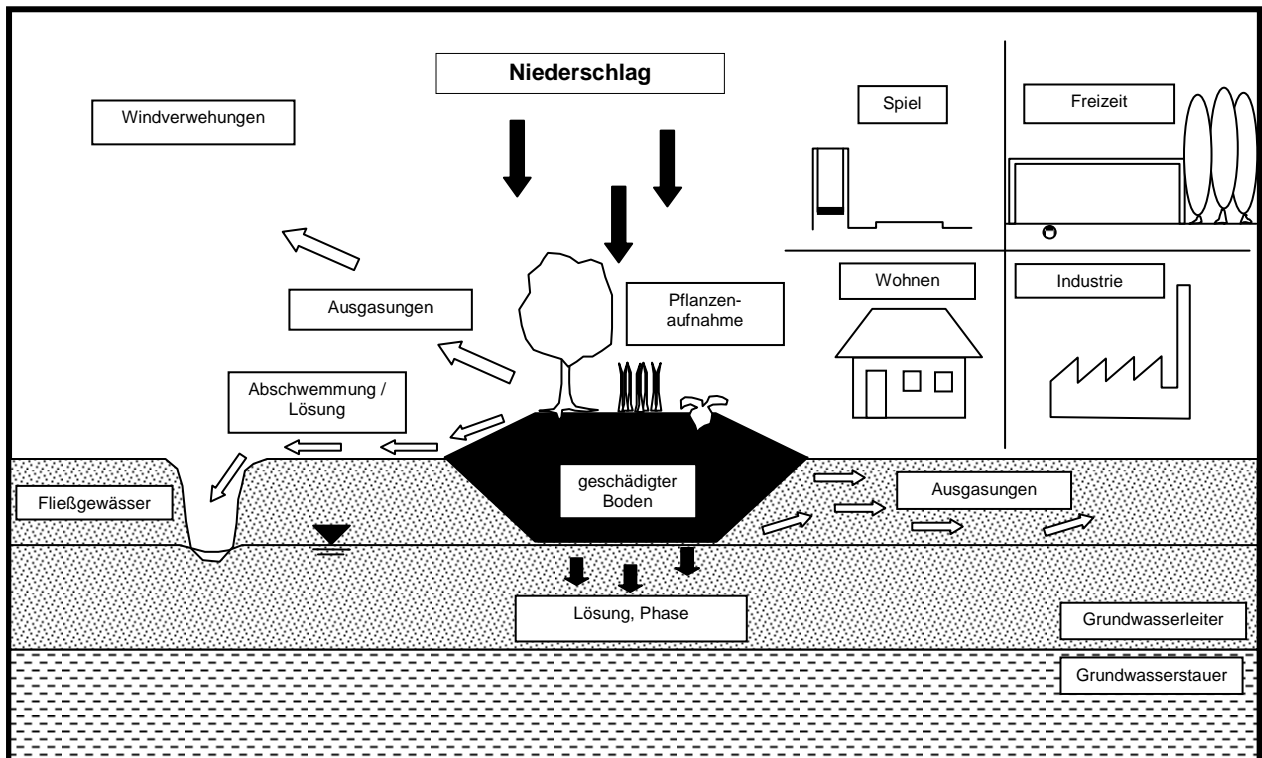 Niederschlag
Windverwehungen
Spiel
Freizeit
Ausgasungen
Pflanzen-
aufnahme
Wohnen
Industrie
Abschwemmung /
Lösung
Fließgewässer
geschädigter
Boden
Ausgasungen
Lösung, Phase
Grundwasserleiter
Grundwasserstauer